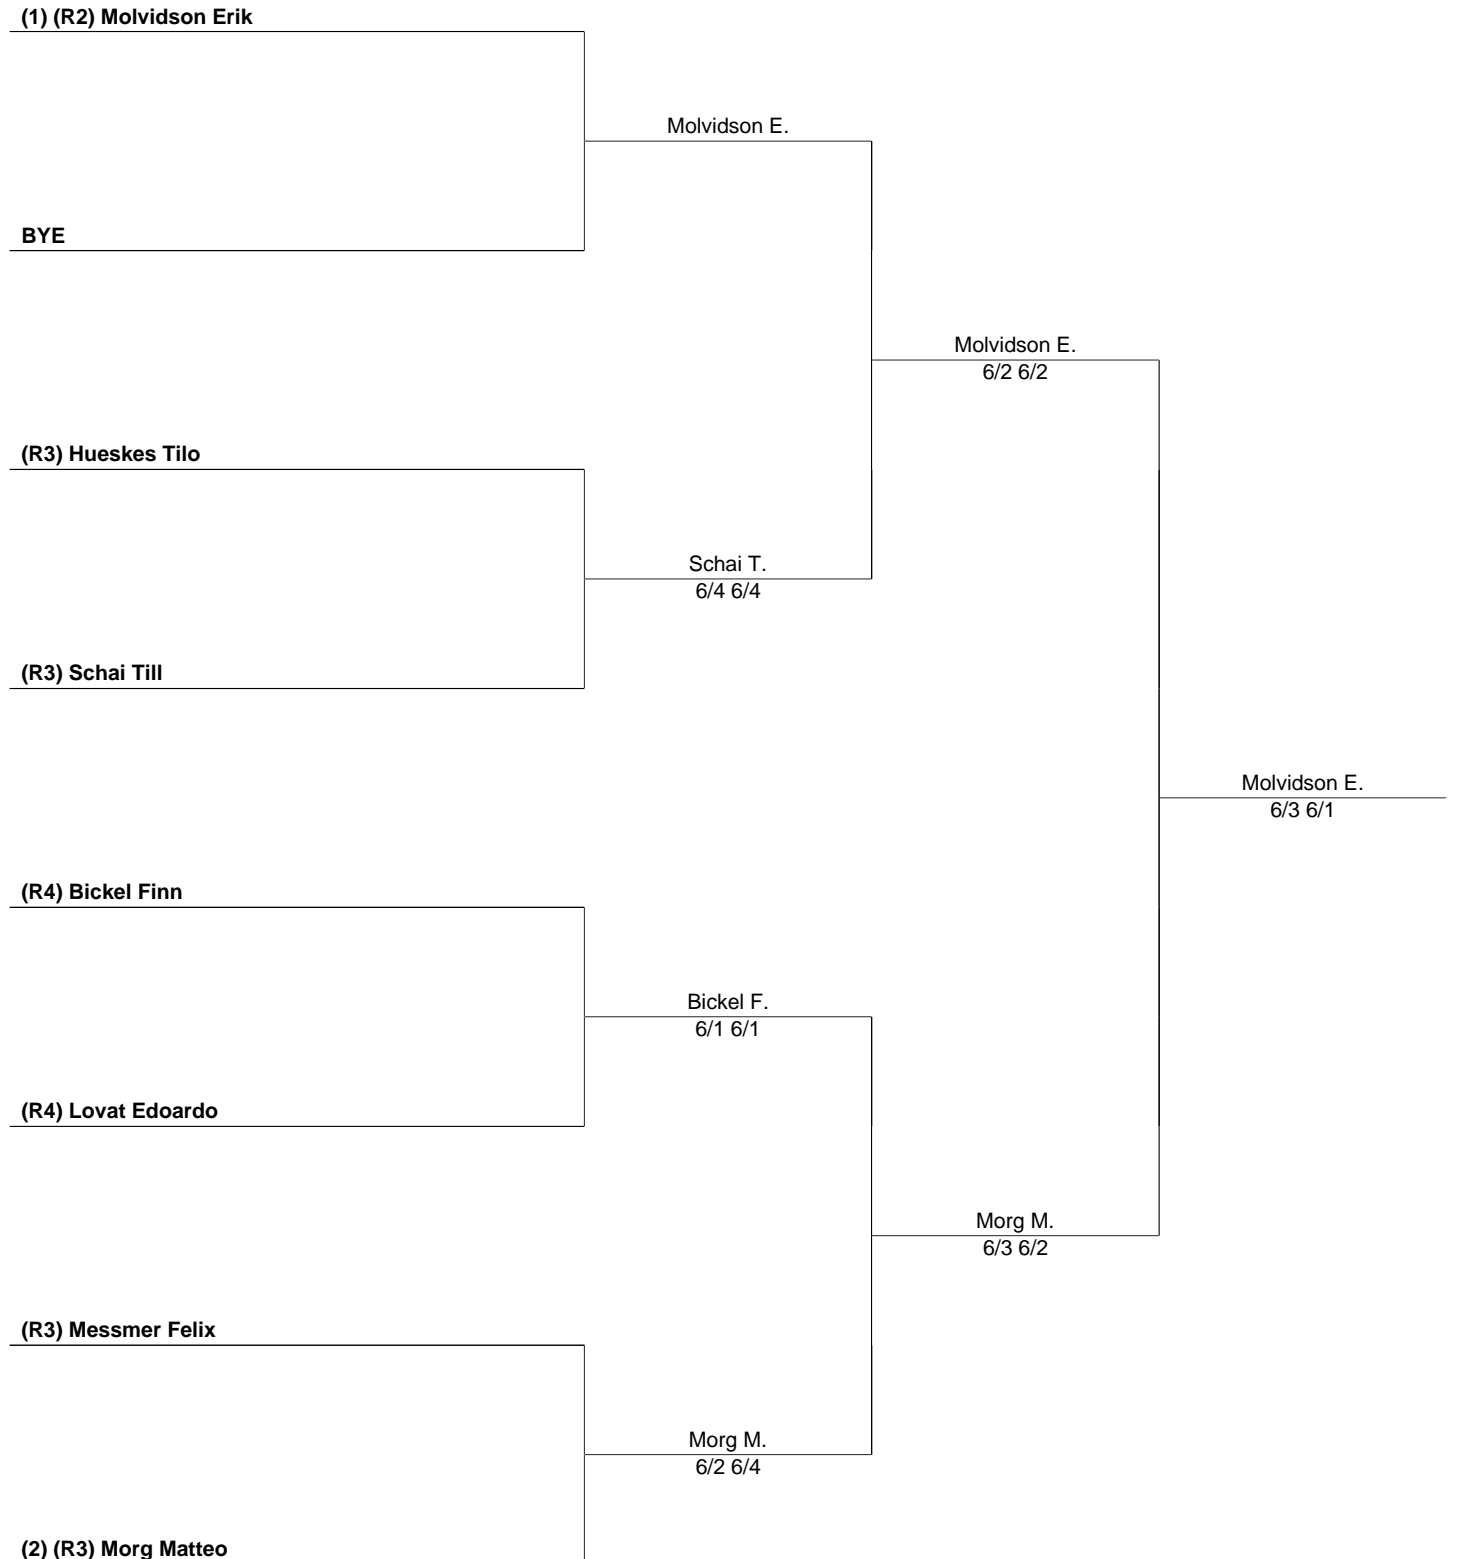 (1) (R2) Molvidson Erik
Molvidson E.
BYE
Molvidson E.
6/2 6/2
(R3) Hueskes Tilo
Schai T.
6/4 6/4
(R3) Schai Till
Molvidson E.
6/3 6/1
(R4) Bickel Finn
Bickel F.
6/1 6/1
(R4) Lovat Edoardo
Morg M.
6/3 6/2
(R3) Messmer Felix
Morg M.
6/2 6/4
(2) (R3) Morg Matteo